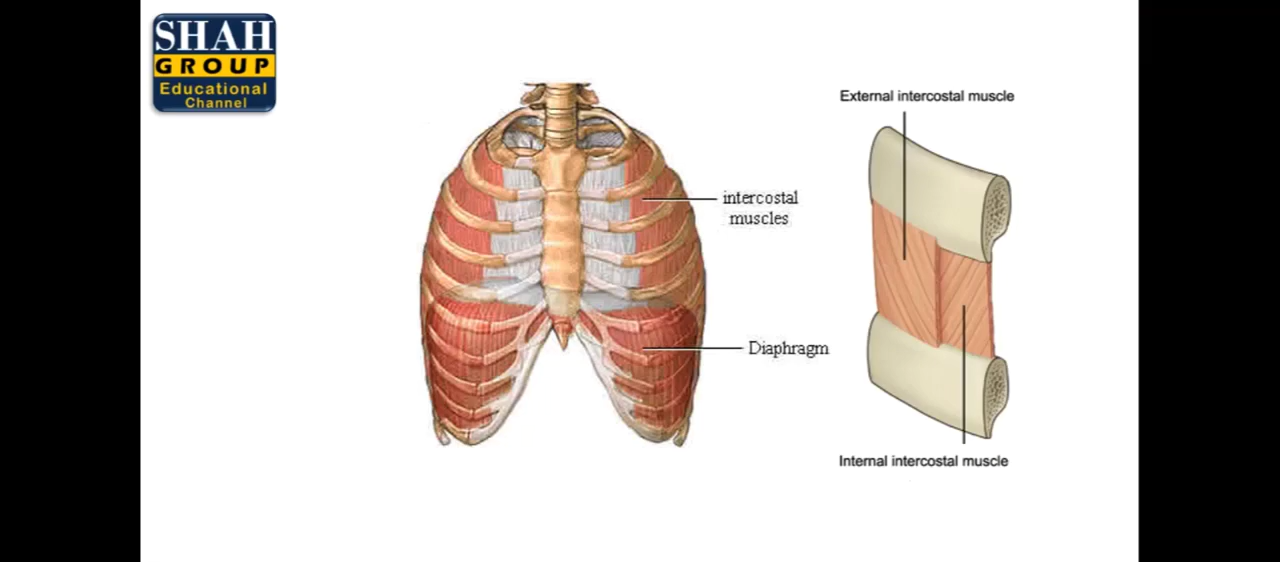 SHAH
GROUP
Educational
Channel
External intercostal muscle
intercostal
muscles
Diaphragm
Internal intercostal muscle